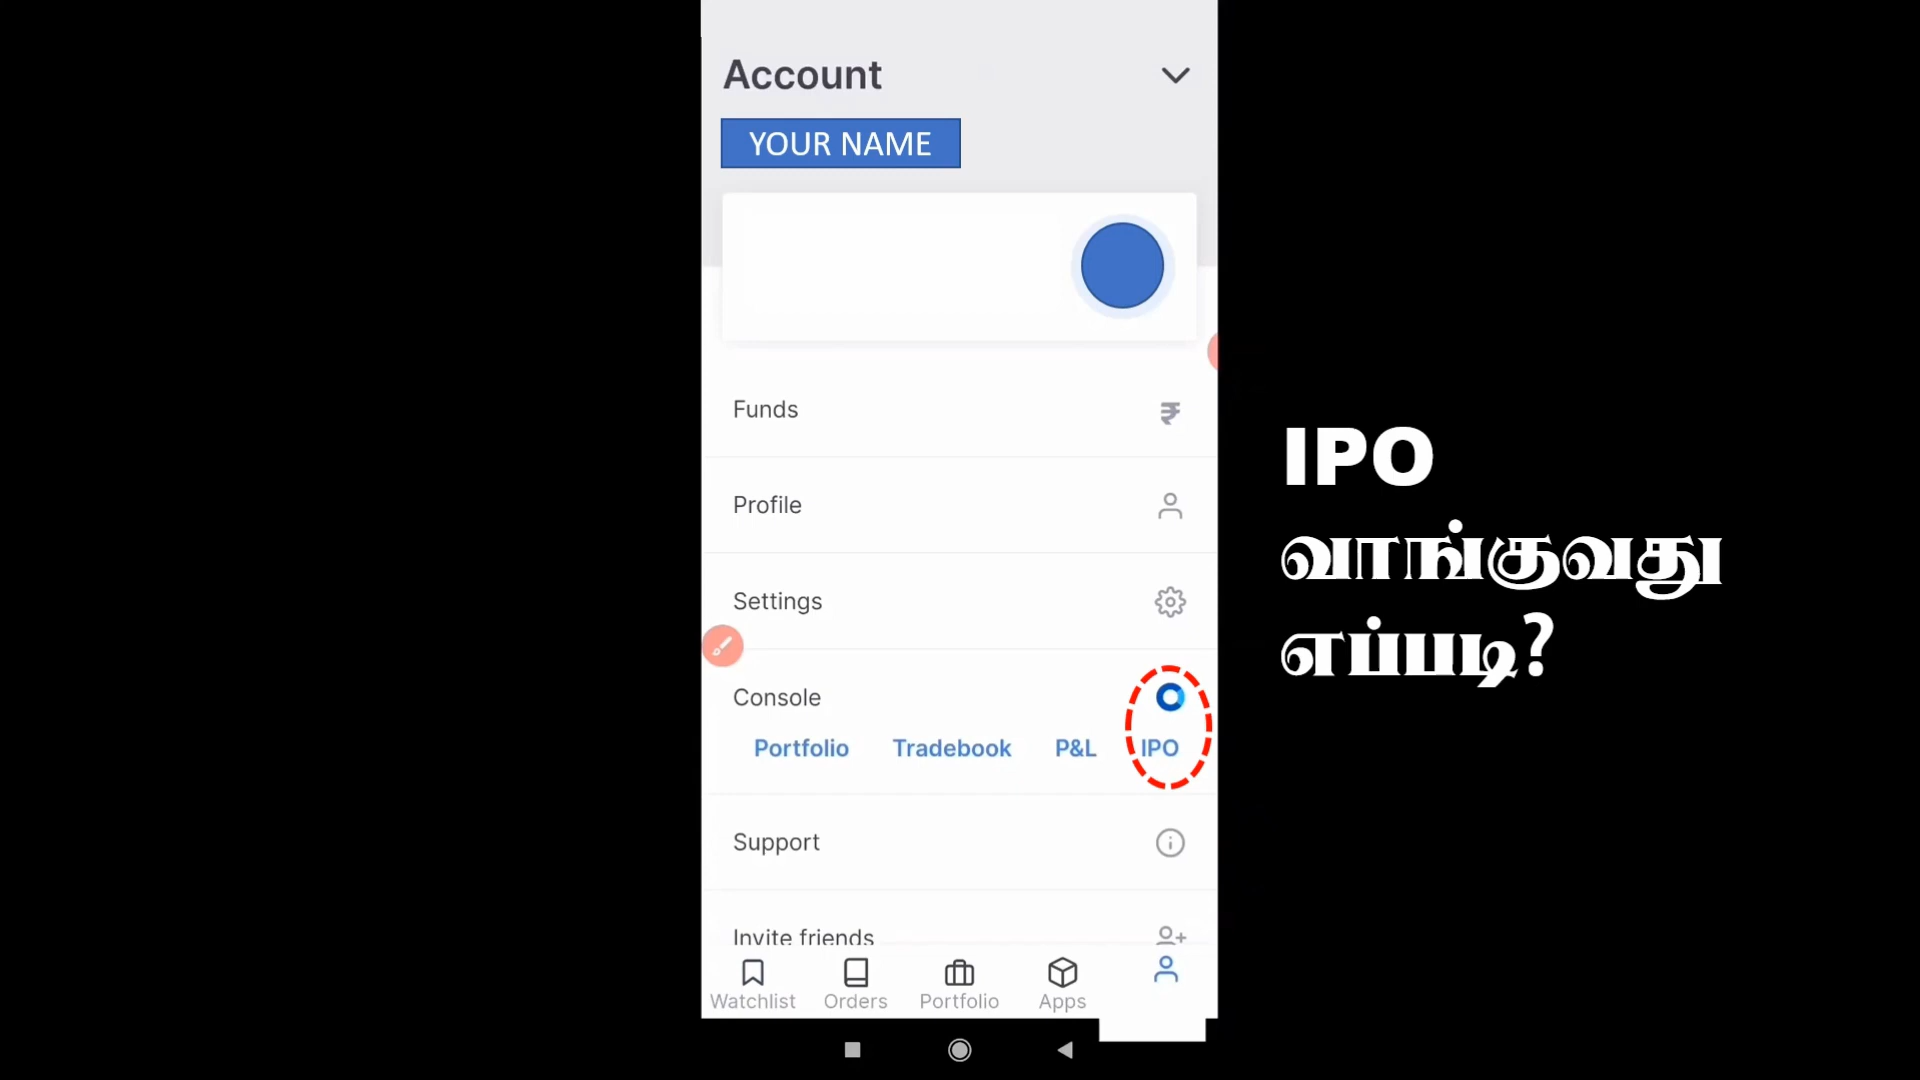 Account
YOUR NAME
Funds
₹
Profile
Settings
Console
Portfolio Tradebook P&L IPO
Support
Invite friends
Watchlist Orders Portfolio Apps
IPO
வாங்குவது
எப்படி?